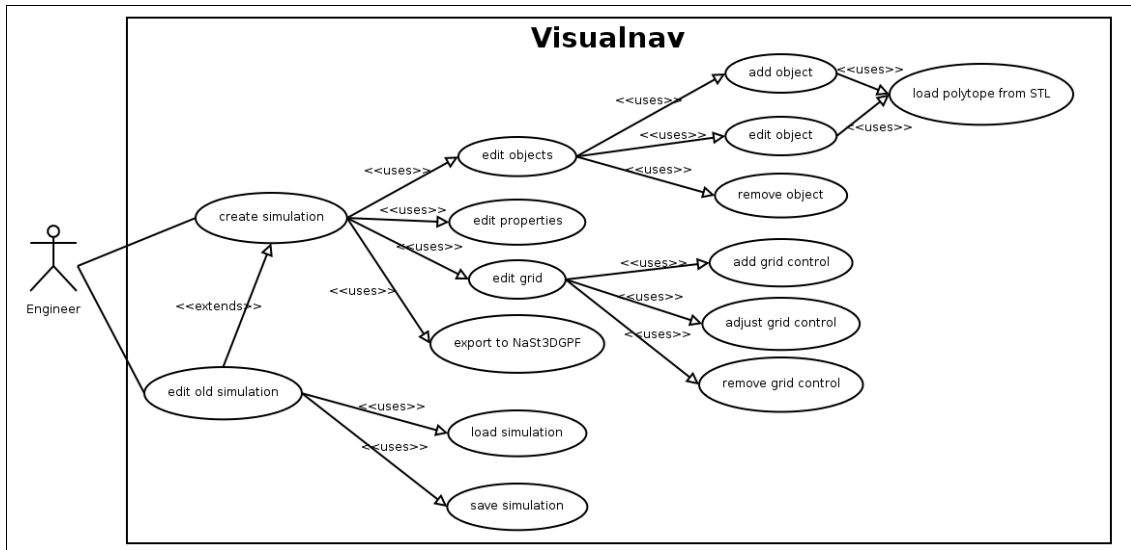 Visualnav
add object
<<uses>>
load polytope from STL
<<uses>>
edit object
<<uses>>
<<uses>>
edit objects
<<uses>>
<<uses>>
remove object
create simulation
<<uses>>
edit properties
<<uses>>
edit grid
<<uses>>
add grid control
<<uses>>
<<uses>>
adjust grid control
<<uses>>
export to NaSt3DGPF
<<uses>>
remove grid control
Engineer
<<extends>>
edit old simulation
<<uses>>
load simulation
<<uses>>
save simulation